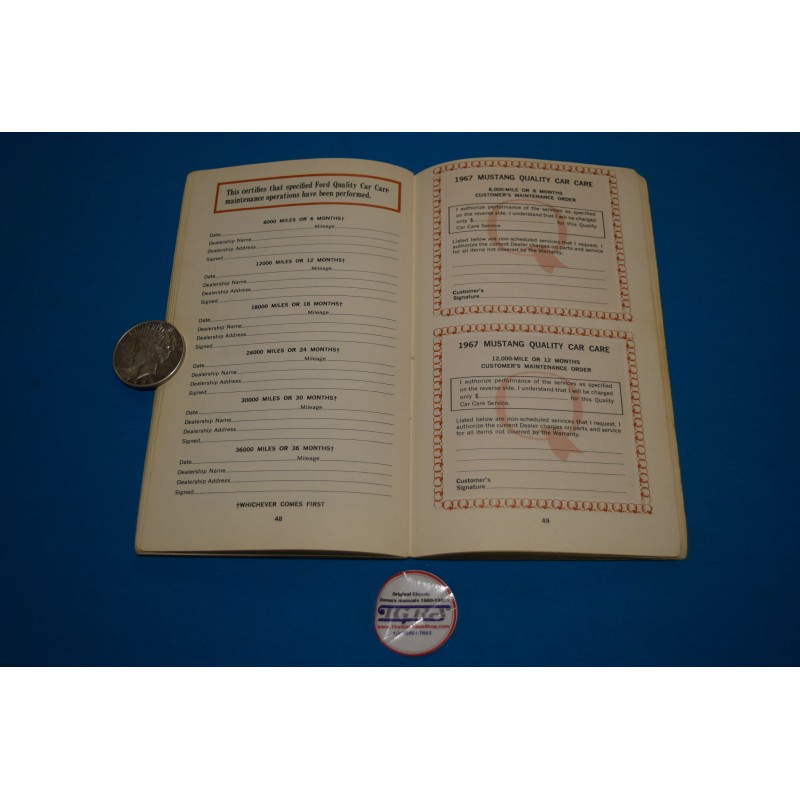 This certifies that specified Ford Quality Car Care
maintenance operations have been performed.
6000 MILES OR 6 MONTHS†
Date Mileage
Dealership Name
Dealership Address
Signed
12000 MILES OR 12 MONTHS†
Date Mileage
Dealership Name
Dealership Address
Signed
18000 MILES OR 18 MONTHS†
Date Mileage
Dealership Name
Dealership Address
Signed
24000 MILES OR 24 MONTHS†
Date Mileage
Dealership Name
Dealership Address
Signed
30000 MILES OR 30 MONTHS†
Date Mileage
Dealership Name
Dealership Address
Signed
36000 MILES OR 36 MONTHS†
Date Mileage
Dealership Name
Dealership Address
Signed
†WHICHEVER COMES FIRST
48
1967 MUSTANG QUALITY CAR CARE
6,000-MILE OR 6 MONTHS
CUSTOMER'S MAINTENANCE ORDER
I authorize performance of the services as specified
on the reverse side. I understand that I will be charged
only $ for this Quality
Car Care Service.
Listed below are non-scheduled services that I request. I
authorize the current Dealer charges on parts and service
for all items not covered by the Warranty.
Customer's
Signature
1967 MUSTANG QUALITY CAR CARE
12,000-MILE OR 12 MONTHS
CUSTOMER'S MAINTENANCE ORDER
I authorize performance of the services as specified
on the reverse side. I understand that I will be charged
only $ for this Quality
Car Care Service.
Listed below are non-scheduled services that I request. I
authorize the current Dealer charges on parts and service
for all items not covered by the Warranty.
Customer's
Signature
49
Original Classic
owners manuals